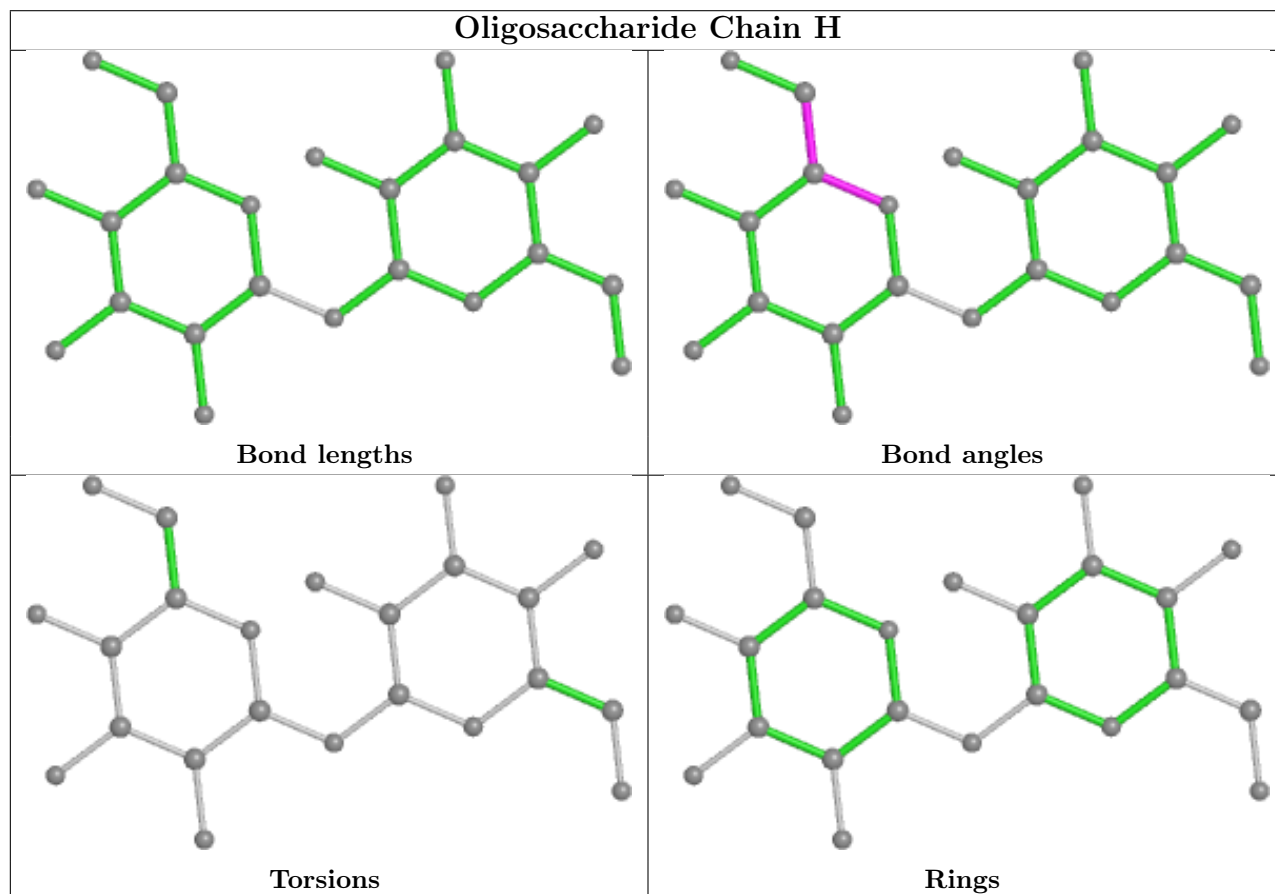 Oligosaccharide Chain H
Bond lengths
Bond angles
Torsions
Rings